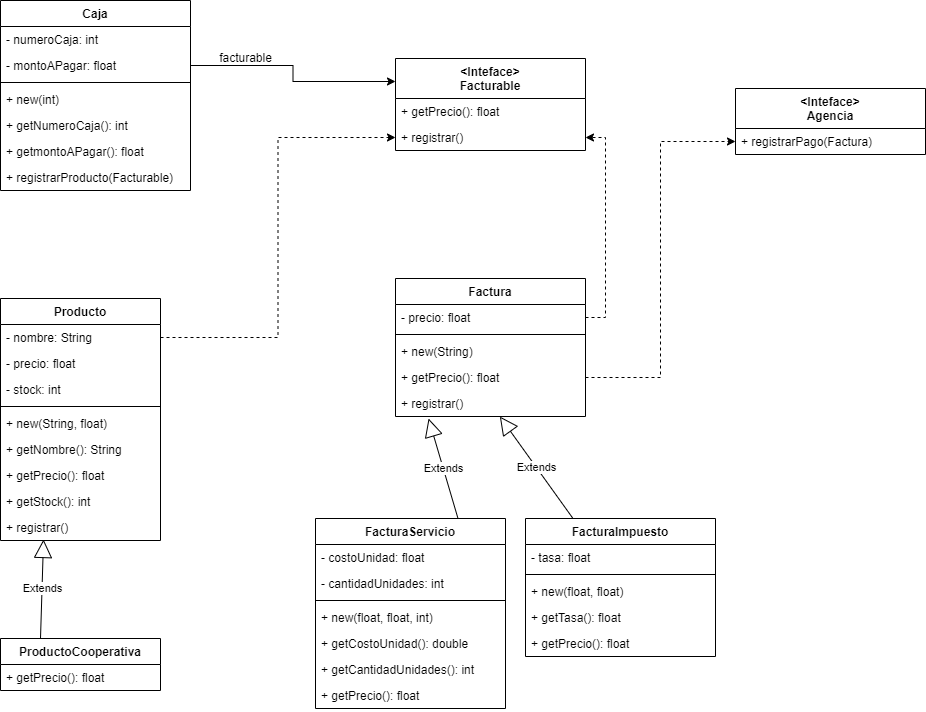 Caja
- numeroCaja: int
- montoAPagar: float
+ new(int)
+ getNumeroCaja(): int
+ getmontoAPagar(): float
+ registrarProducto(Facturable)
facturable
<Inteface>
Facturable
+ getPrecio(): float
+ registrar()
<Inteface>
Agencia
+ registrarPago(Factura)
Producto
- nombre: String
- precio: float
- stock: int
+ new(String, float)
+ getNombre(): String
+ getPrecio(): float
+ getStock(): int
+ registrar()
Factura
- precio: float
+ new(String)
+ getPrecio(): float
+ registrar()
Extends
Extends
Extends
ProductoCooperativa
+ getPrecio(): float
FacturaServicio
- costoUnidad: float
- cantidadUnidades: int
+ new(float, float, int)
+ getCostoUnidad(): double
+ getCantidadUnidades(): int
+ getPrecio(): float
FacturaImpuesto
- tasa: float
+ new(float, float)
+ getTasa(): float
+ getPrecio(): float